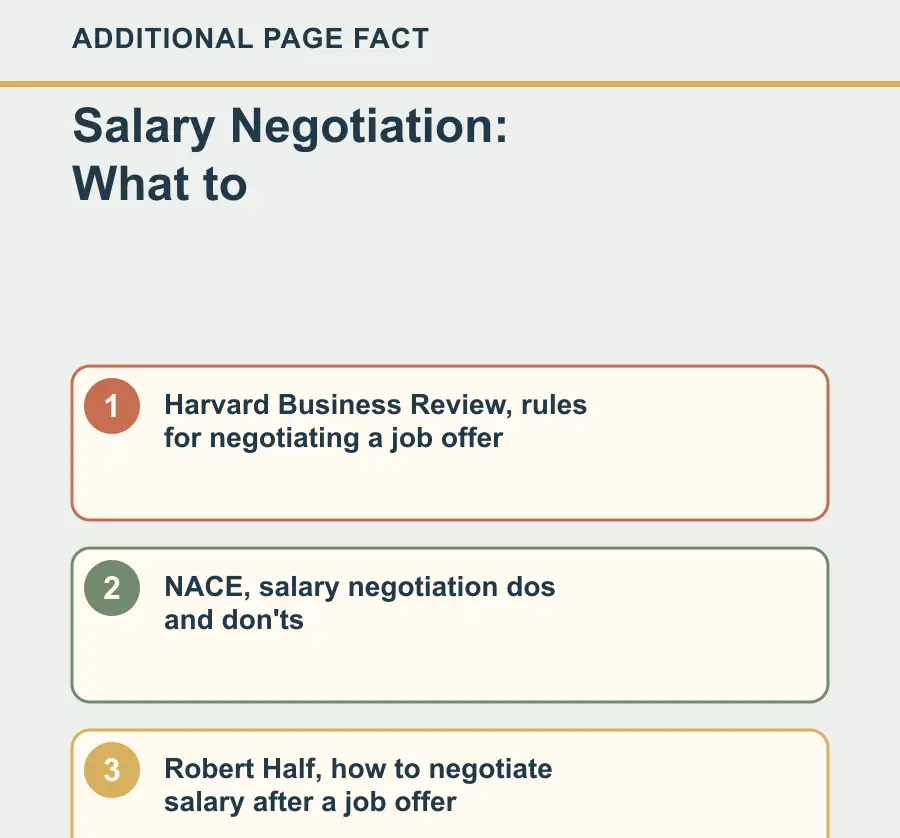 ADDITIONAL PAGE FACT
Salary Negotiation:
What to
1
Harvard Business Review, rules
for negotiating a job offer
2
NACE, salary negotiation dos
and don'ts
3
Robert Half, how to negotiate
salary after a job offer